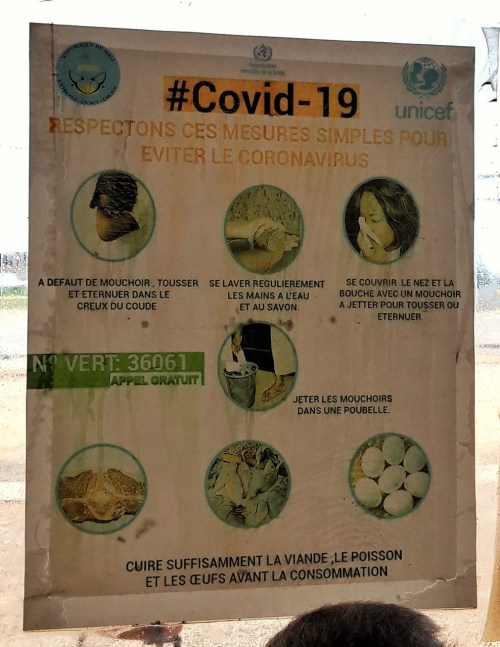 #Covid-19
unicef
RESPECTONS CES MESURES SIMPLES POUR
EVITER LE CORONAVIRUS
A DEFAUT DE MOUCHOIR , TOUSSER
ET ETERNUER DANS LE
CREUX DU COUDE
SE LAVER REGULIEREMENT
LES MAINS A L'EAU
ET AU SAVON.
SE COUVRIR LE NEZ ET LA
BOUCHE AVEC UN MOUCHOIR
A JETTER POUR TOUSSER OU
ETERNUER.
N° VERT: 36061
APPEL GRATUIT
JETER LES MOUCHOIRS
DANS UNE POUBELLE.
CUIRE SUFFISAMMENT LA VIANDE ,LE POISSON
ET LES ŒUFS AVANT LA CONSOMMATION